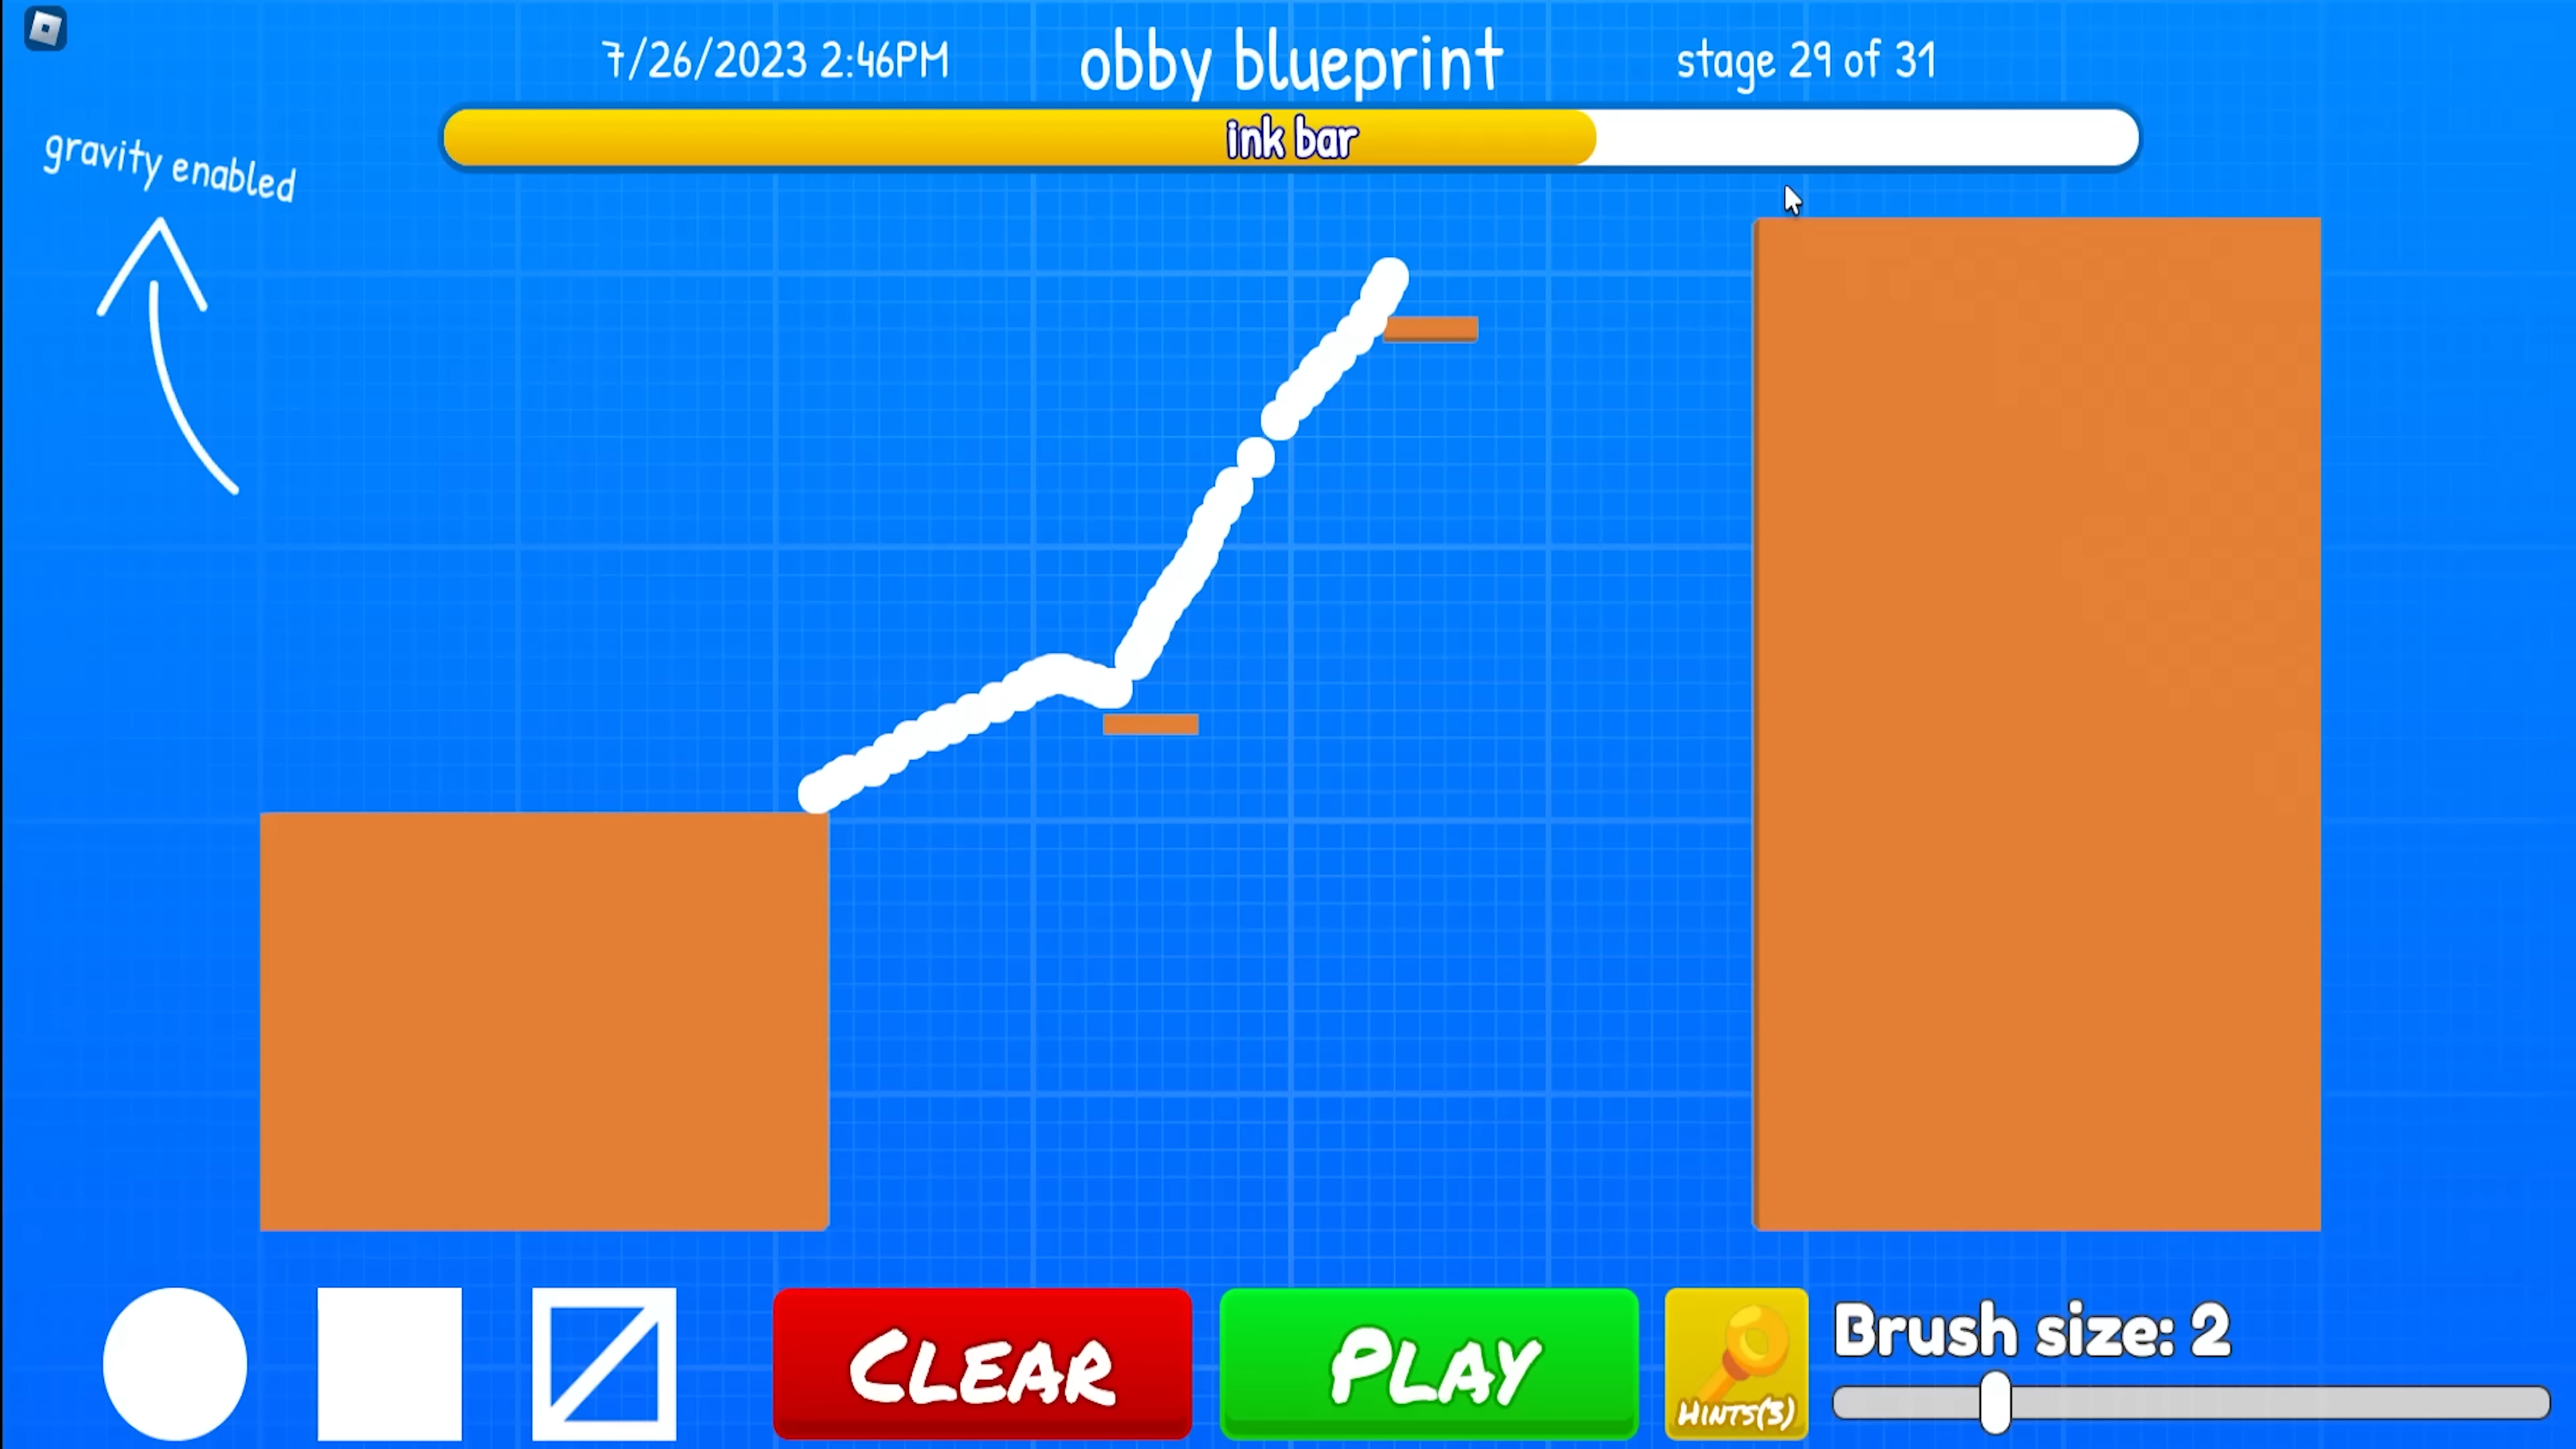 7/26/2023 2:46PM
obby blueprint
stage 29 of 31
ink bar
gravity enabled
CLEAR
PLAY
HINTS(3)
Brush size: 2